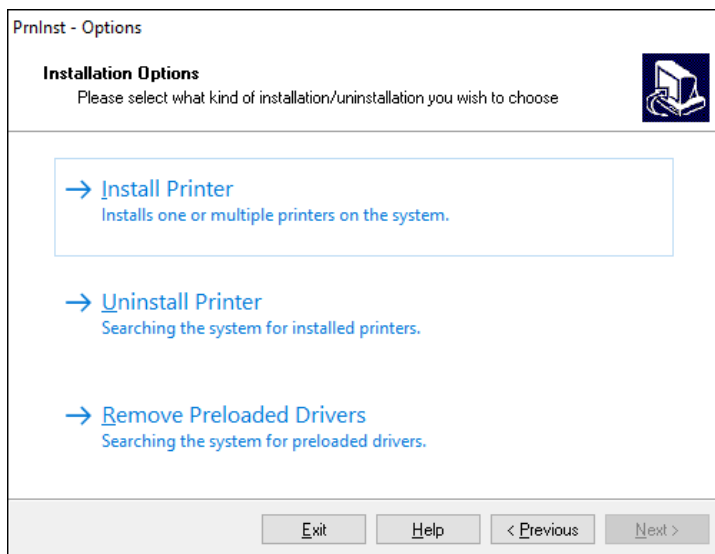 PrnInst - Options
Installation Options
Please select what kind of installation/uninstallation you wish to choose
Install Printer
Installs one or multiple printers on the system.
Uninstall Printer
Searching the system for installed printers.
Remove Preloaded Drivers
Searching the system for preloaded drivers.
Exit Help < Previous Next >